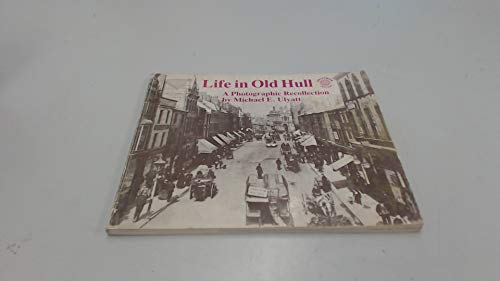 Life in Old Hull
A Photographic Recollection
by Michael E. Ulyatt